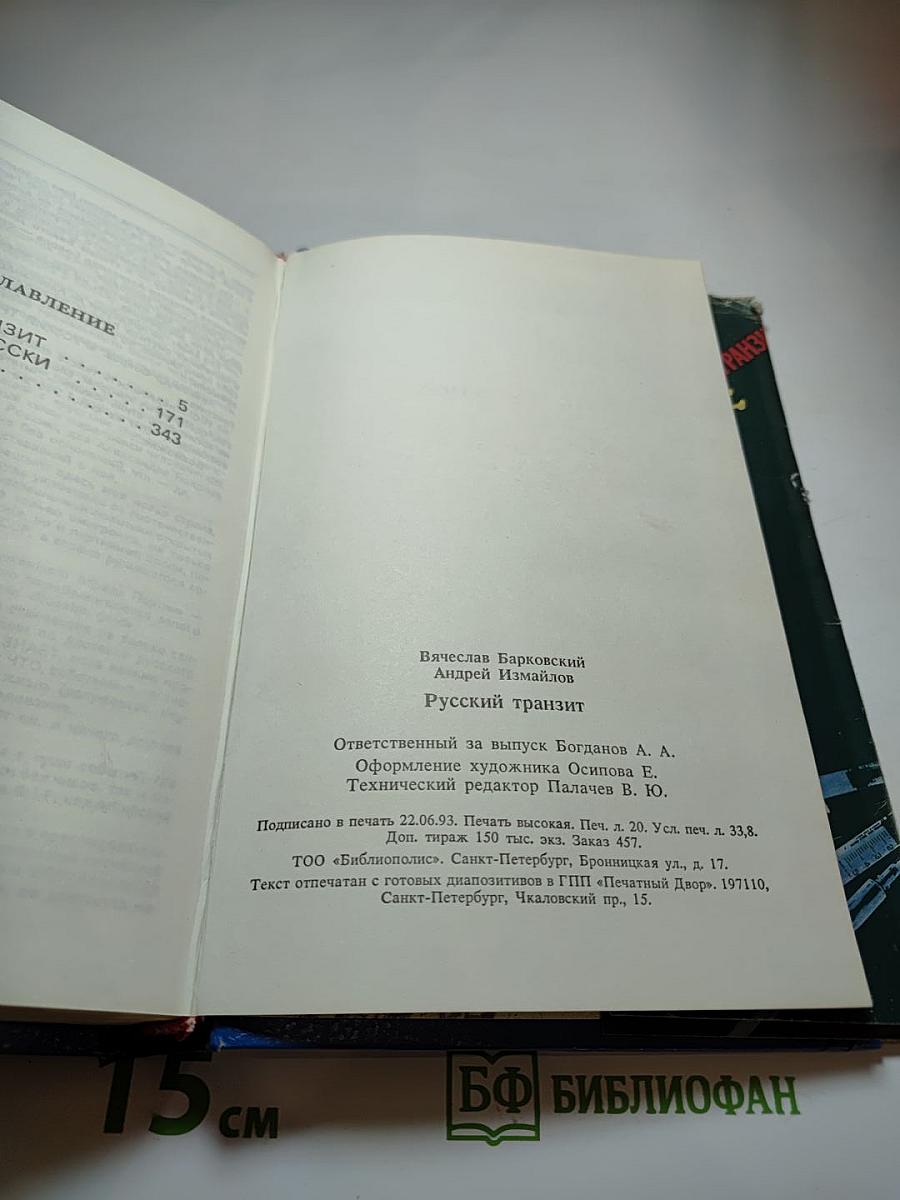 ЛАВЛЕНИЕ
ЗИТ . . . . . . . 5
ССКИ . . . . . . 171
. . . . . . . . 343
Вячеслав Барковский
Андрей Измайлов
Русский транзит
Ответственный за выпуск Богданов А. А.
Оформление художника Осипова Е.
Технический редактор Палачев В. Ю.
Подписано в печать 22.06.93. Печать высокая. Печ. л. 20. Усл. печ. л. 33,8.
Доп. тираж 150 тыс. экз. Заказ 457.
ТОО «Библиополис». Санкт-Петербург, Бронницкая ул., д. 17.
Текст отпечатан с готовых диапозитивов в ГПП «Печатный Двор». 197110,
Санкт-Петербург, Чкаловский пр., 15.
РАНЗИ
15 см
БФ БИБЛИОФАН